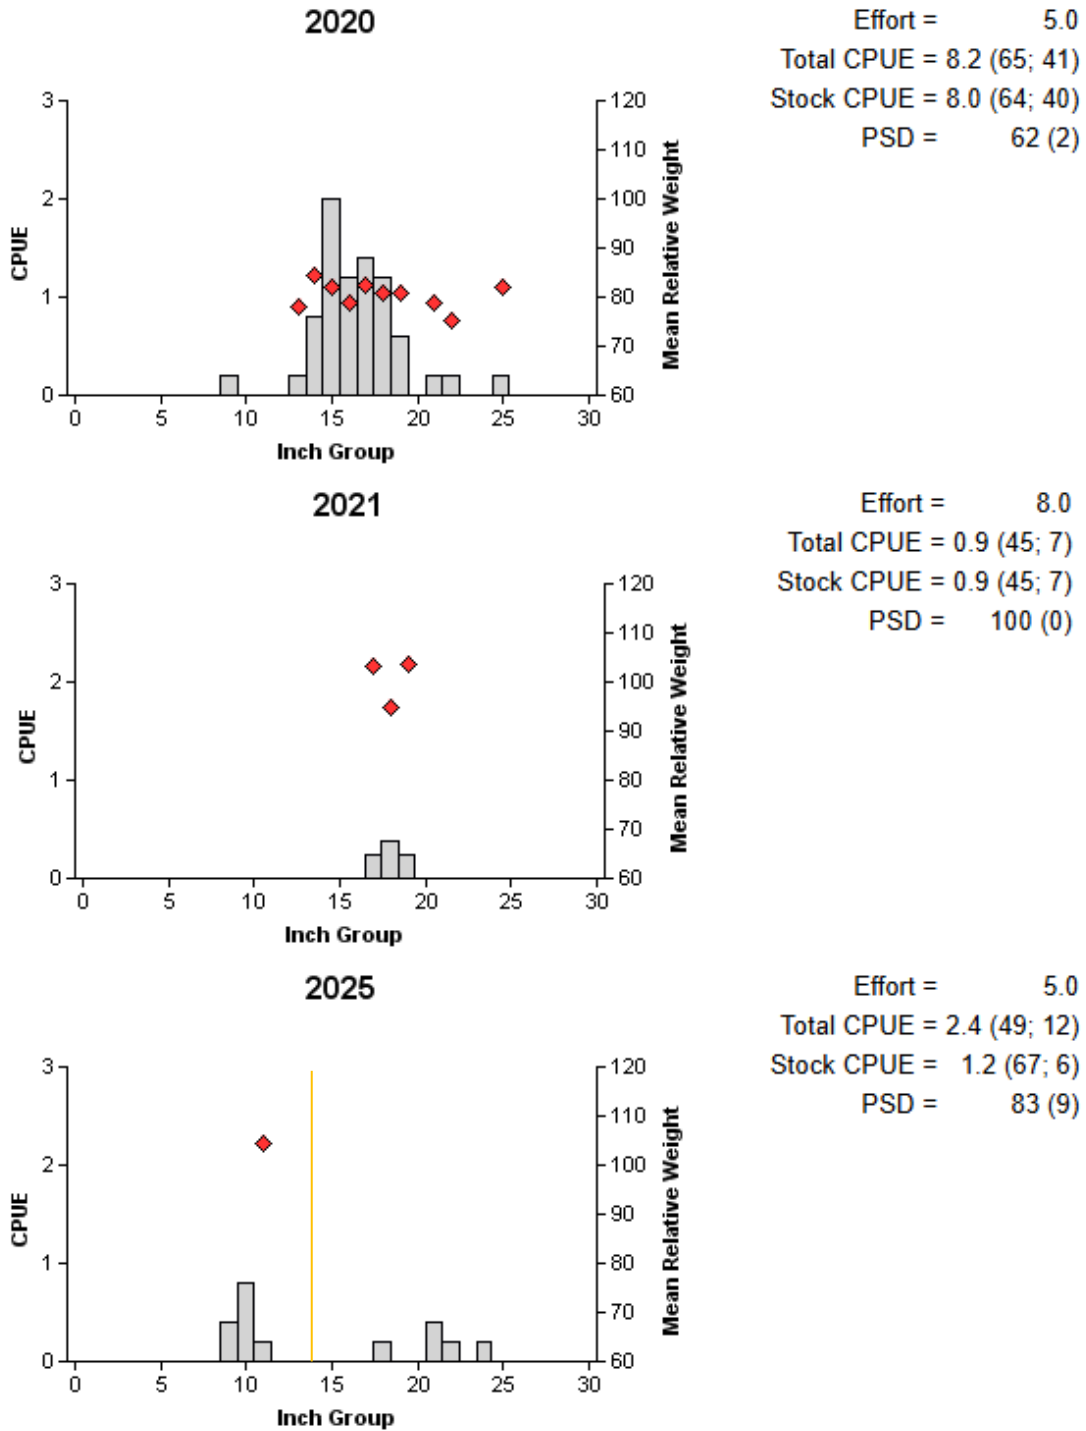 2020
Effort = 5.0
Total CPUE = 8.2 (65; 41)
Stock CPUE = 8.0 (64; 40)
PSD = 62 (2)
3
2
1
0
CPUE
120
110
100
90
80
70
60
Mean Relative Weight
0 5 10 15 20 25 30
Inch Group
2021
Effort = 8.0
Total CPUE = 0.9 (45; 7)
Stock CPUE = 0.9 (45; 7)
PSD = 100 (0)
3
2
1
0
CPUE
120
110
100
90
80
70
60
Mean Relative Weight
0 5 10 15 20 25 30
Inch Group
2025
Effort = 5.0
Total CPUE = 2.4 (49; 12)
Stock CPUE = 1.2 (67; 6)
PSD = 83 (9)
3
2
1
0
CPUE
120
110
100
90
80
70
60
Mean Relative Weight
0 5 10 15 20 25 30
Inch Group